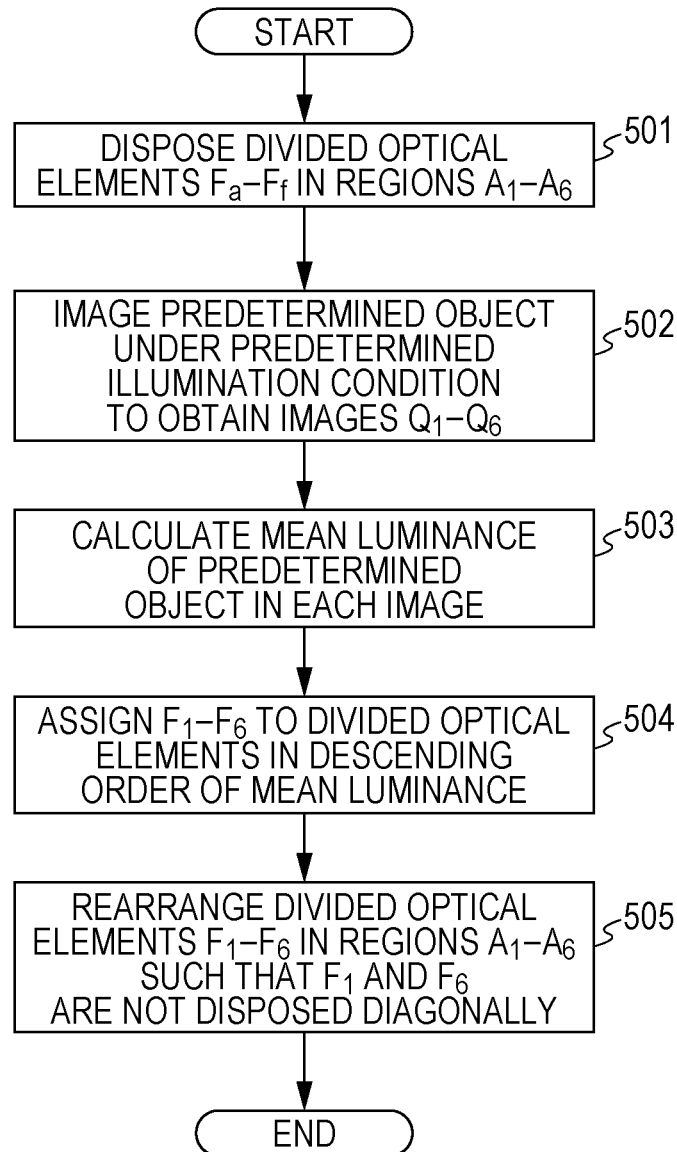 START
501
DISPOSE DIVIDED OPTICAL
ELEMENTS Fa–Ff IN REGIONS A1–A6
502
IMAGE PREDETERMINED OBJECT
UNDER PREDETERMINED
ILLUMINATION CONDITION
TO OBTAIN IMAGES Q1–Q6
503
CALCULATE MEAN LUMINANCE
OF PREDETERMINED
OBJECT IN EACH IMAGE
504
ASSIGN F1–F6 TO DIVIDED OPTICAL
ELEMENTS IN DESCENDING
ORDER OF MEAN LUMINANCE
505
REARRANGE DIVIDED OPTICAL
ELEMENTS F1–F6 IN REGIONS A1–A6
SUCH THAT F1 AND F6
ARE NOT DISPOSED DIAGONALLY
END